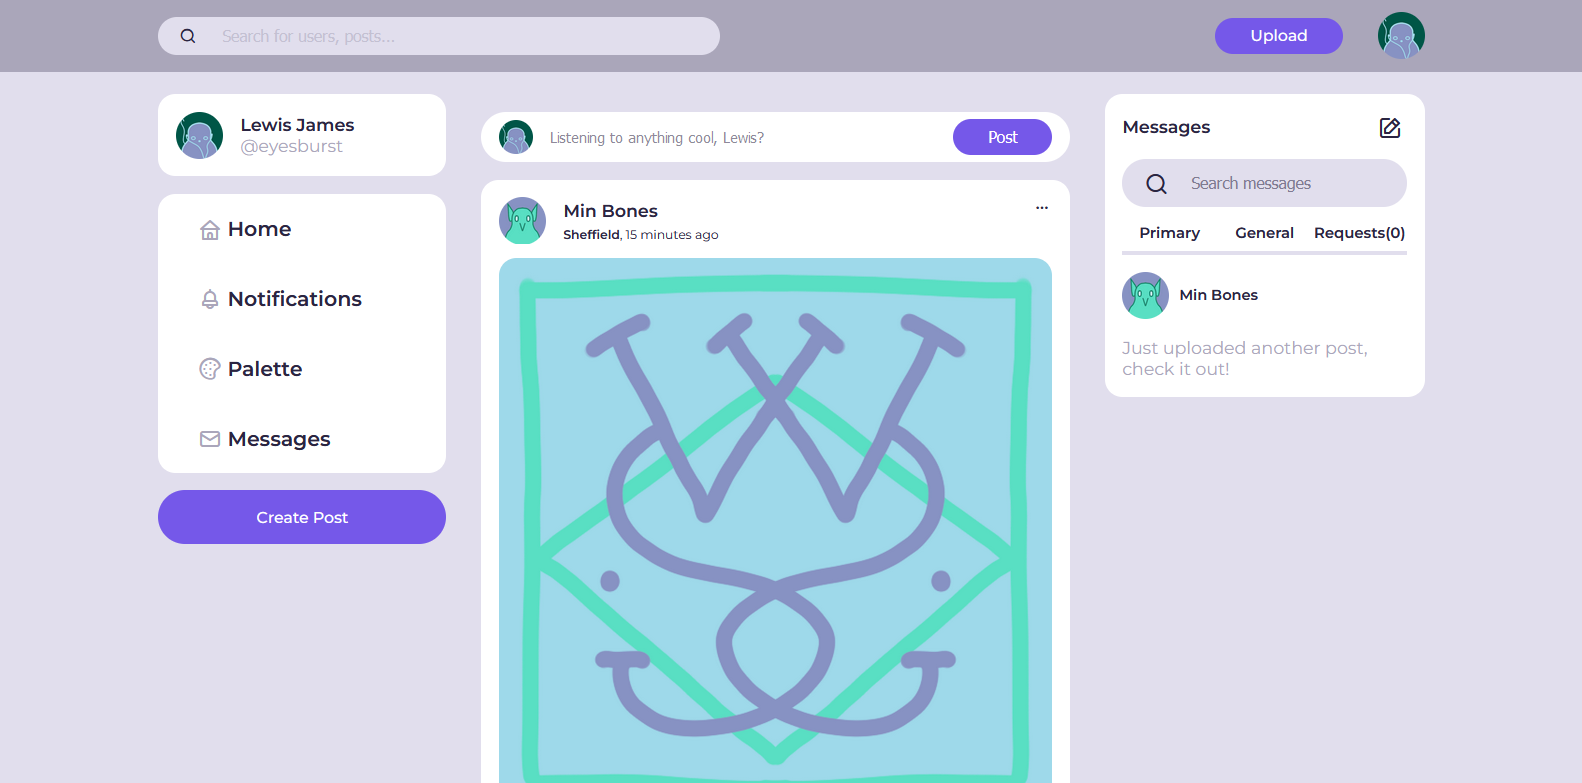 Search for users, posts...
Upload
Lewis James
@eyesburst
Home
Notifications
Palette
Messages
Create Post
Listening to anything cool, Lewis?
Post
Min Bones
Sheffield, 15 minutes ago
Messages
Search messages
Primary General Requests(0)
Min Bones
Just uploaded another post,
check it out!